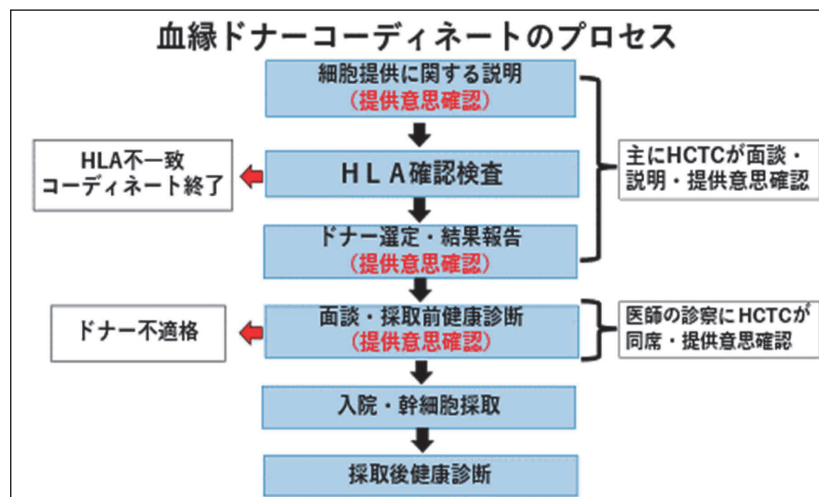 血縁ドナーコーディネートのプロセス
細胞提供に関する説明
(提供意思確認)
HLA不一致
コーディネート終了
HLA確認検査
主にHCTCが面談・
説明・提供意思確認
ドナー選定・結果報告
(提供意思確認)
ドナー不適格
面談・採取前健康診断
(提供意思確認)
医師の診察にHCTCが
同席・提供意思確認
入院・幹細胞採取
採取後健康診断